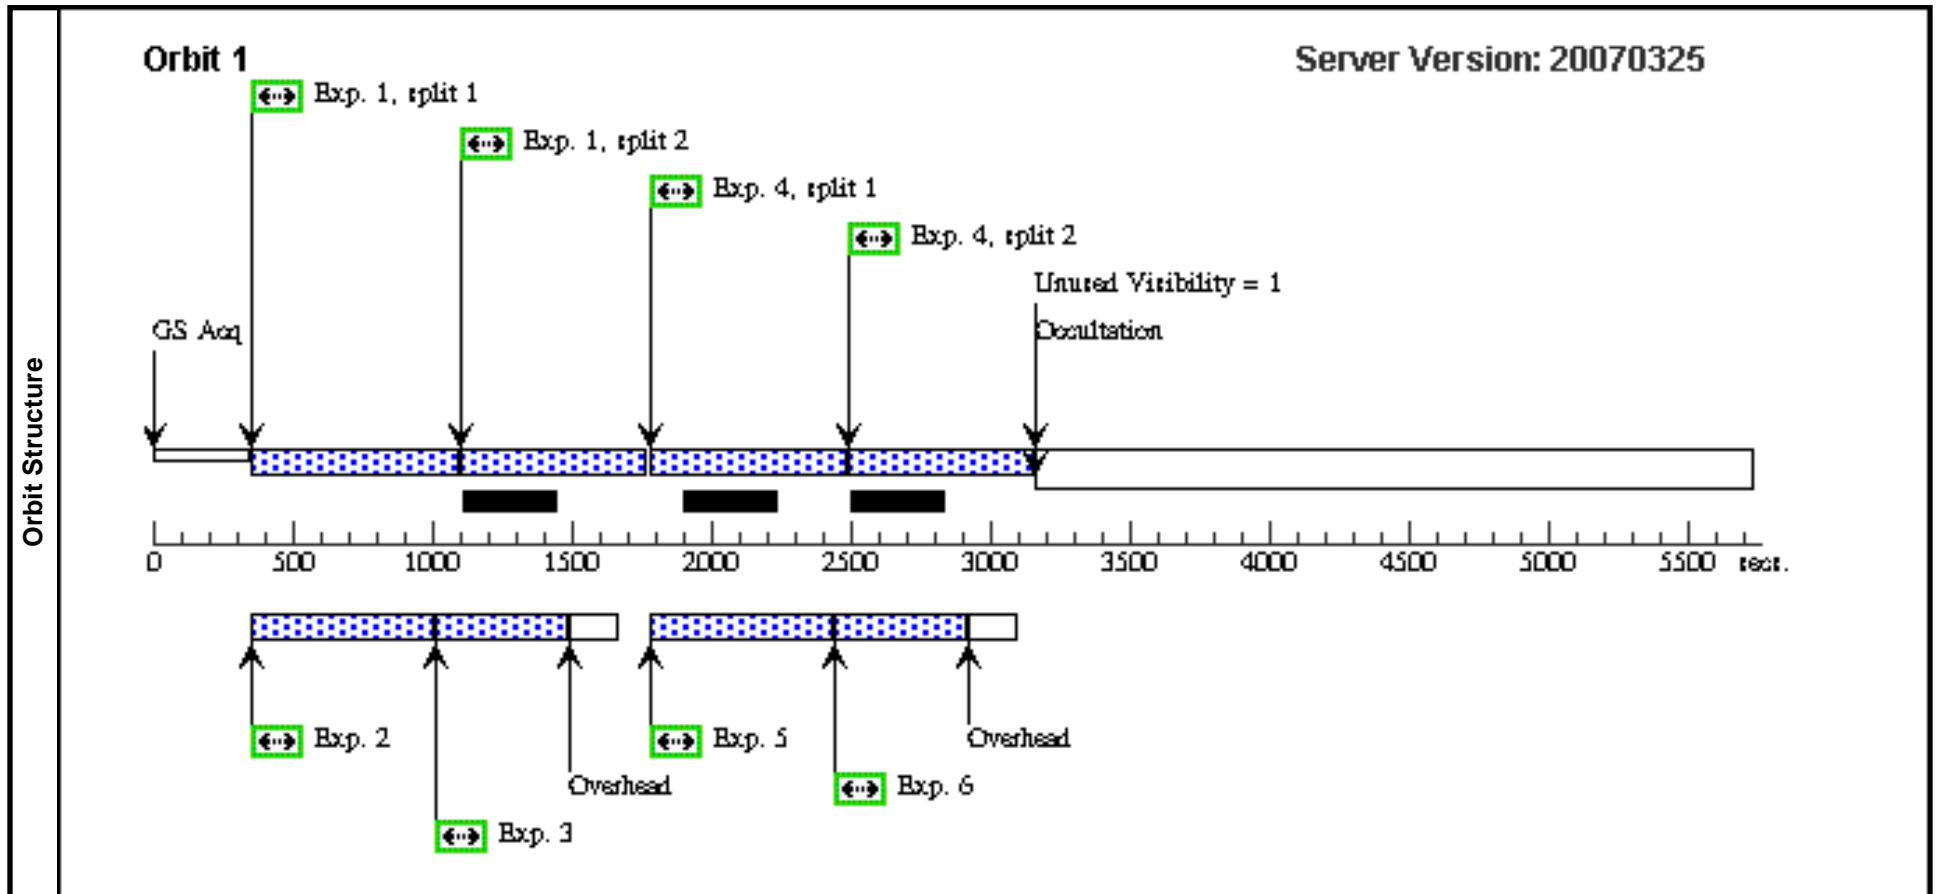 Orbit 1
Server Version: 20070325
Exp. 1, split 1
Exp. 1, split 2
Exp. 4, split 1
Exp. 4, split 2
Unused Visibility = 1
GS Acq
Occultation
Orbit Structure
0 500 1000 1500 2000 2500 3000 3500 4000 4500 5000 5500 secs.
Exp. 2
Exp. 5
Overhead
Overhead
Exp. 6
Exp. 3